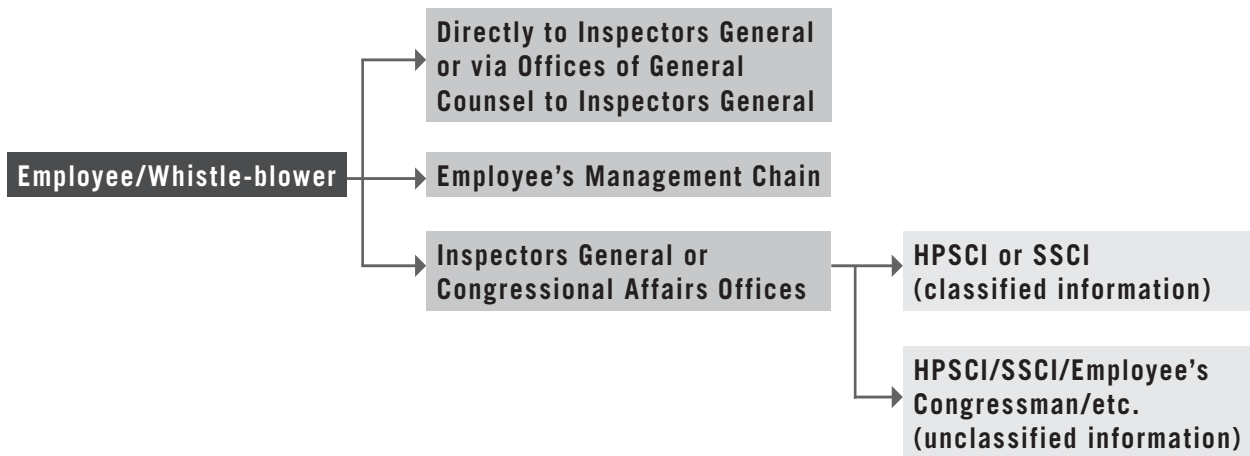 Directly to Inspectors General
or via Offices of General
Counsel to Inspectors General
Employee/Whistle-blower
Employee’s Management Chain
Inspectors General or
Congressional Affairs Offices
HPSCI or SSCI
(classified information)
HPSCI/SSCI/Employee’s
Congressman/etc.
(unclassified information)